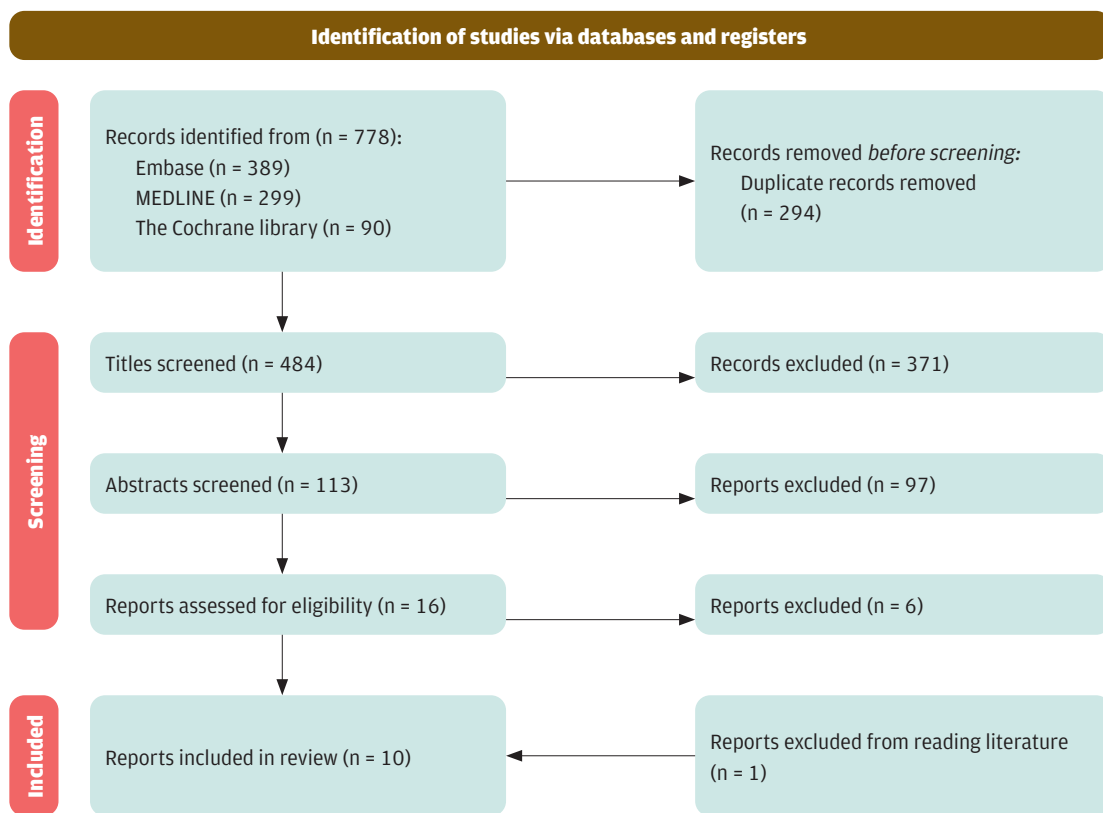 Identification of studies via databases and registers
Identification
Records identified from (n = 778):
Embase (n = 389)
MEDLINE (n = 299)
The Cochrane library (n = 90)
Records removed before screening:
Duplicate records removed
(n = 294)
Screening
Titles screened (n = 484)
Records excluded (n = 371)
Abstracts screened (n = 113)
Reports excluded (n = 97)
Reports assessed for eligibility (n = 16)
Reports excluded (n = 6)
Included
Reports included in review (n = 10)
Reports excluded from reading literature
(n = 1)